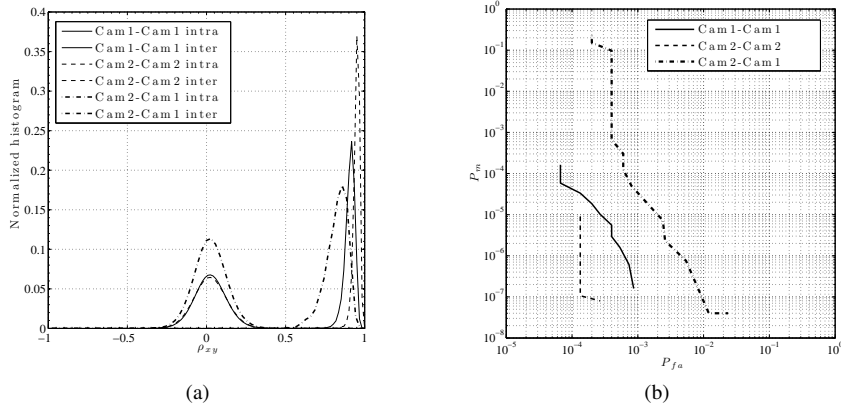 0.4
0.35
0.3
0.25
0.2
0.15
0.1
0.05
0
Normalized histogram
Cam1-Cam1 intra
Cam1-Cam1 inter
Cam2-Cam2 intra
Cam2-Cam2 inter
Cam2-Cam1 intra
Cam2-Cam1 inter
−1 −0.5 0 0.5 1
ρxy
(a)
10^0
10^−1
10^−2
10^−3
10^−4
10^−5
10^−6
10^−7
10^−8
Pm
Cam1-Cam1
Cam2-Cam2
Cam2-Cam1
10^−5 10^−4 10^−3 10^−2 10^−1 10^0
Pfa
(b)